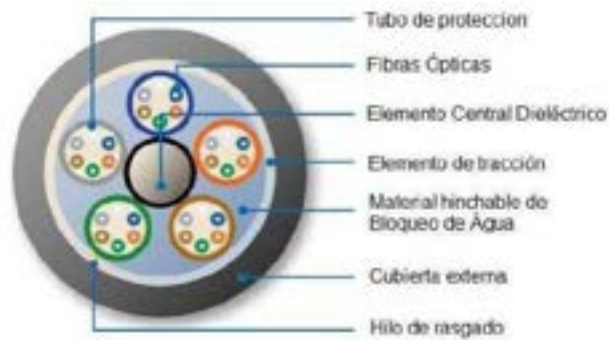 Tubo de proteccion
Fibras Ópticas
Elemento Central Dieléctrico
Elemento de tracción
Material hinchable de
Bloqueo de Água
Cubierta externa
Hilo de rasgado